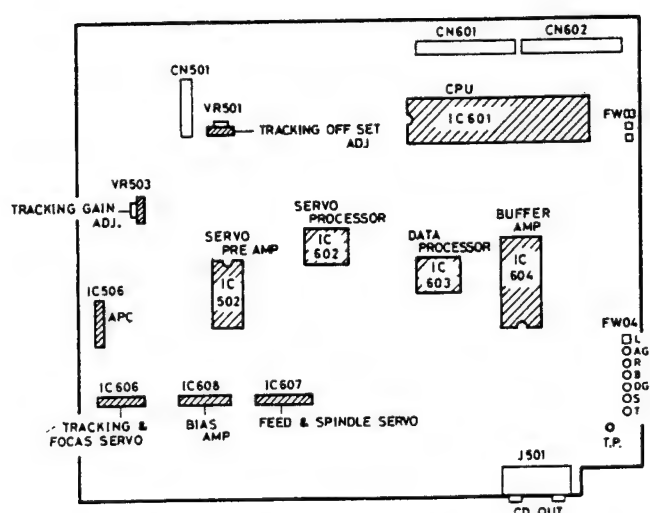 CN601
CN602
CN501
CPU
IC601
VR501
TRACKING OFF SET
ADJ
FW03
VR503
TRACKING GAIN
ADJ.
SERVO
PROCESSOR
IC
602
SERVO
PRE AMP
IC
502
DATA
PROCESSOR
IC
603
BUFFER
AMP
IC
604
IC506
APC
FW04
L
AG
R
B
DG
S
T
T.P.
IC606
TRACKING &
FOCAS SERVO
IC608
BIAS
AMP
IC607
FEED & SPINDLE SERVO
J501
CD OUT